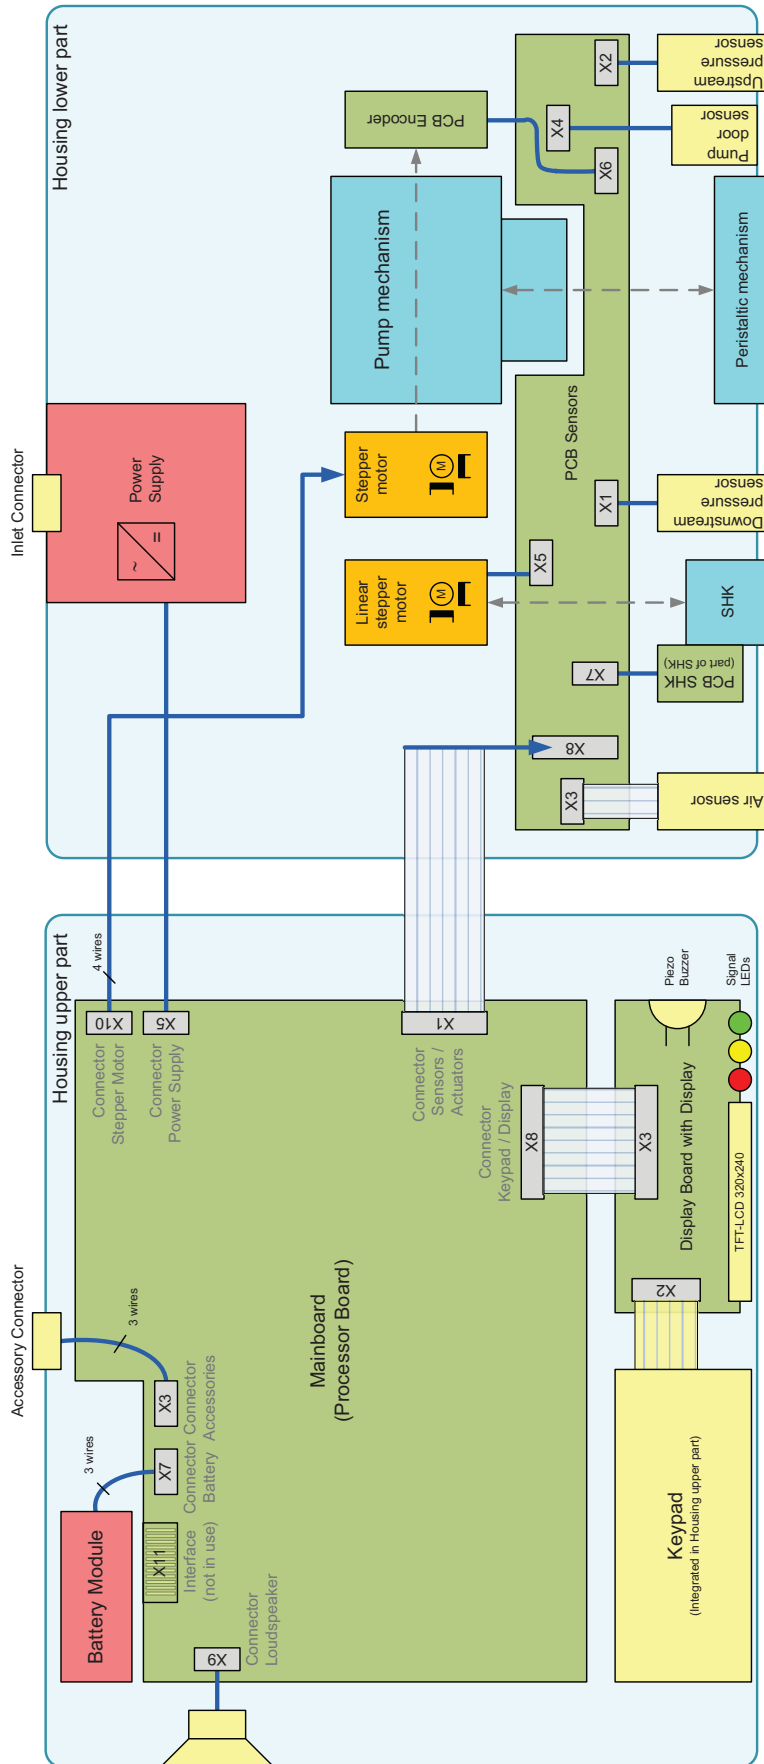 Housing lower part
Inlet Connector
Power
Supply
~
=
PCB Encoder
Pump mechanism
Stepper
motor
M
Linear
stepper
motor
M
PCB Sensors
X2
X4
X6
X1
X5
X7
X8
X3
Upstream
pressure
sensor
Pump
door
sensor
Peristaltic mechanism
Downstream
pressure
sensor
SHK
PCB SHK
(part of SHK)
Air sensor
Housing upper part
4 wires
X10
Connector
Stepper Motor
X5
Connector
Power Supply
X1
Connector
Sensors /
Actuators
Connector
Keypad / Display
X8
X3
Piezo
Buzzer
Signal
LEDs
Display Board with Display
TFT-LCD 320x240
X2
Accessory Connector
3 wires
X3
Connector
Accessories
3 wires
X7
Connector
Battery
Battery Module
X11
Interface
(not in use)
X9
Connector
Loudspeaker
Mainboard
(Processor Board)
Keypad
(Integrated in Housing upper part)